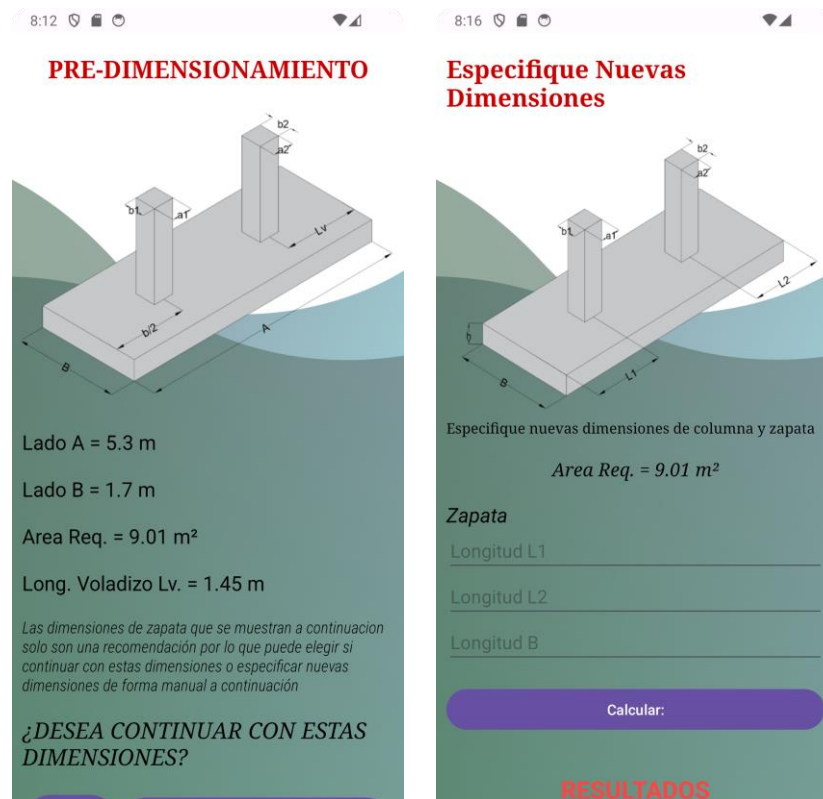 8:12
PRE-DIMENSIONAMIENTO
b2
a2
b1
a1
Lv
b/2
A
B
Lado A = 5.3 m
Lado B = 1.7 m
Area Req. = 9.01 m²
Long. Voladizo Lv. = 1.45 m
Las dimensiones de zapata que se muestran a continuacion
solo son una recomendación por lo que puede elegir si
continuar con estas dimensiones o especificar nuevas
dimensiones de forma manual a continuación
¿DESEA CONTINUAR CON ESTAS
DIMENSIONES?
8:16
Especifique Nuevas
Dimensiones
b2
a2
b1
a1
L2
h
L1
B
Especifique nuevas dimensiones de columna y zapata
Area Req. = 9.01 m²
Zapata
Longitud L1
Longitud L2
Longitud B
Calcular:
RESULTADOS